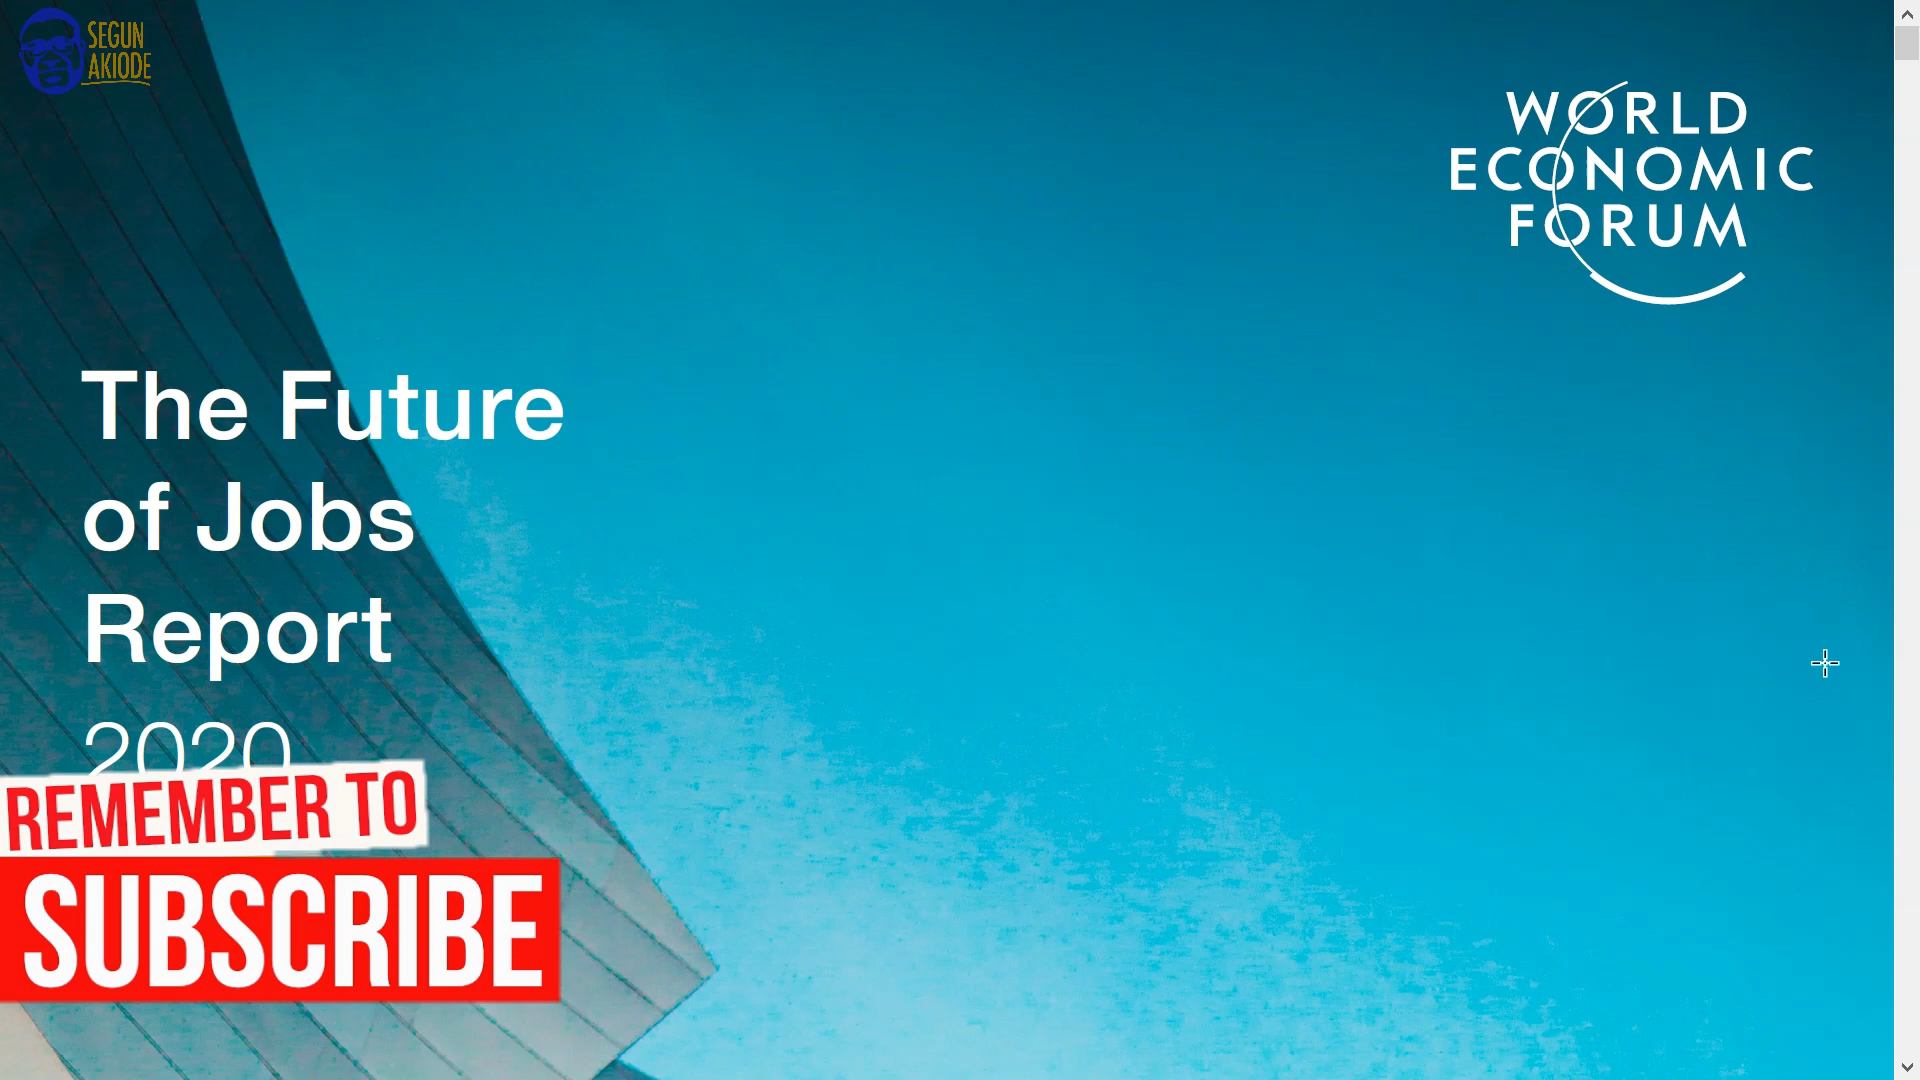 SEGUN
AKIODE
WORLD
ECONOMIC
FORUM
The Future
of Jobs
Report
2020
REMEMBER TO
SUBSCRIBE